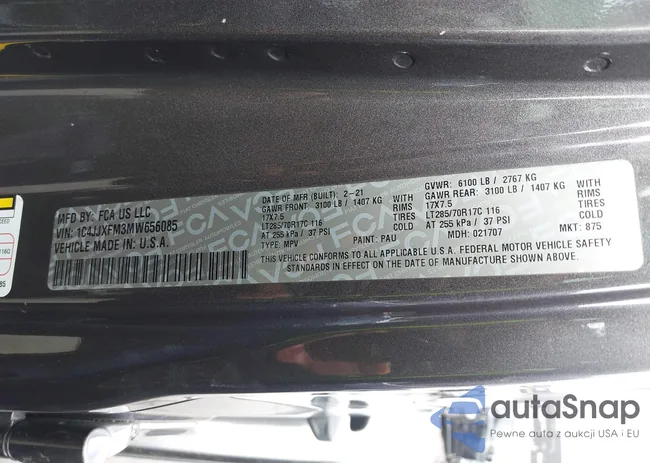 MFD BY: FCA US LLC
VIN: 1C4JJXFM3MW656085
VEHICLE MADE IN U.S.A.
DATE OF MFR (BUILT): 2-21
GAWR FRONT: 3100 LB / 1407 KG WITH
17X7.5 RIMS
LT285/70R17C 116 TIRES
AT 255 kPa / 37 PSI
TYPE: MPV PAINT: PAU
GVWR: 6100 LB / 2767 KG
GAWR REAR: 3100 LB / 1407 KG WITH
17X7.5 RIMS
LT285/70R17C 116 TIRES
AT 255 kPa / 37 PSI
MDH: 021707 MKT: 875
THIS VEHICLE CONFORMS TO ALL APPLICABLE U.S.A. FEDERAL MOTOR VEHICLE SAFETY
STANDARDS IN EFFECT ON THE DATE OF MANUFACTURE SHOWN ABOVE.
autaSnap
Pewne auta z aukcji USA i EU